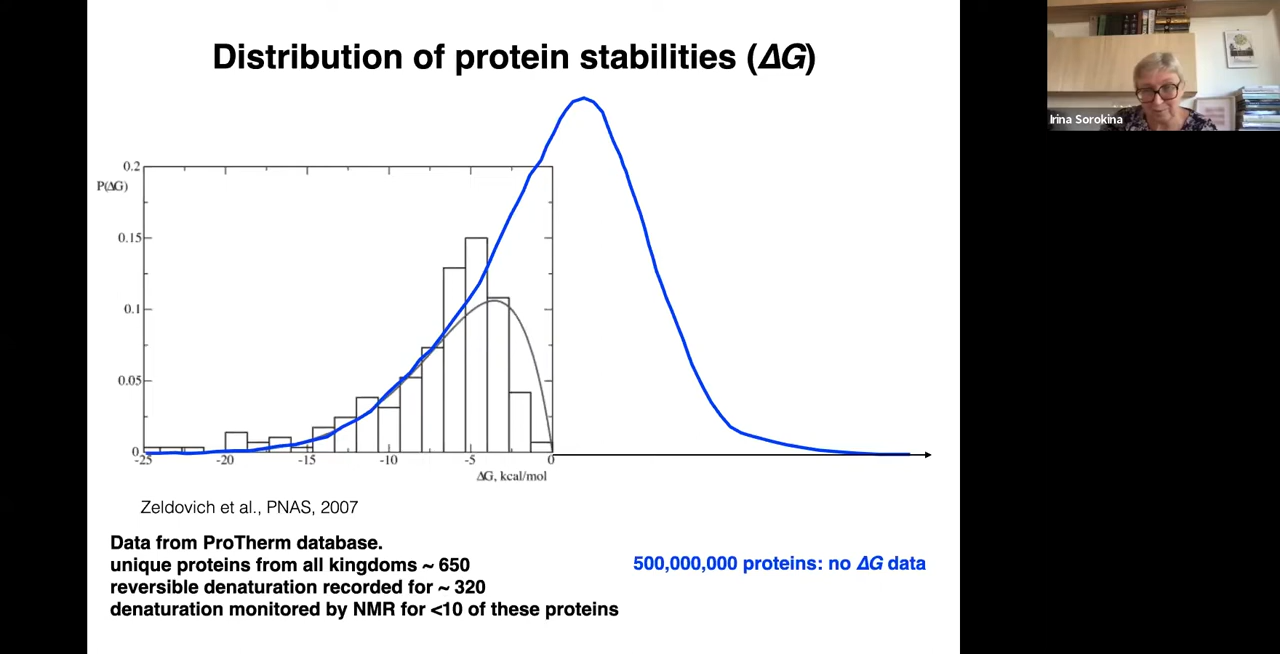 Distribution of protein stabilities (ΔG)
Irina Sorokina
0.2
P(ΔG)
0.15
0.1
0.05
0
-25 -20 -15 -10 -5 0
ΔG, kcal/mol
Zeldovich et al., PNAS, 2007
Data from ProTherm database.
unique proteins from all kingdoms ~ 650
reversible denaturation recorded for ~ 320
denaturation monitored by NMR for <10 of these proteins
500,000,000 proteins: no ΔG data